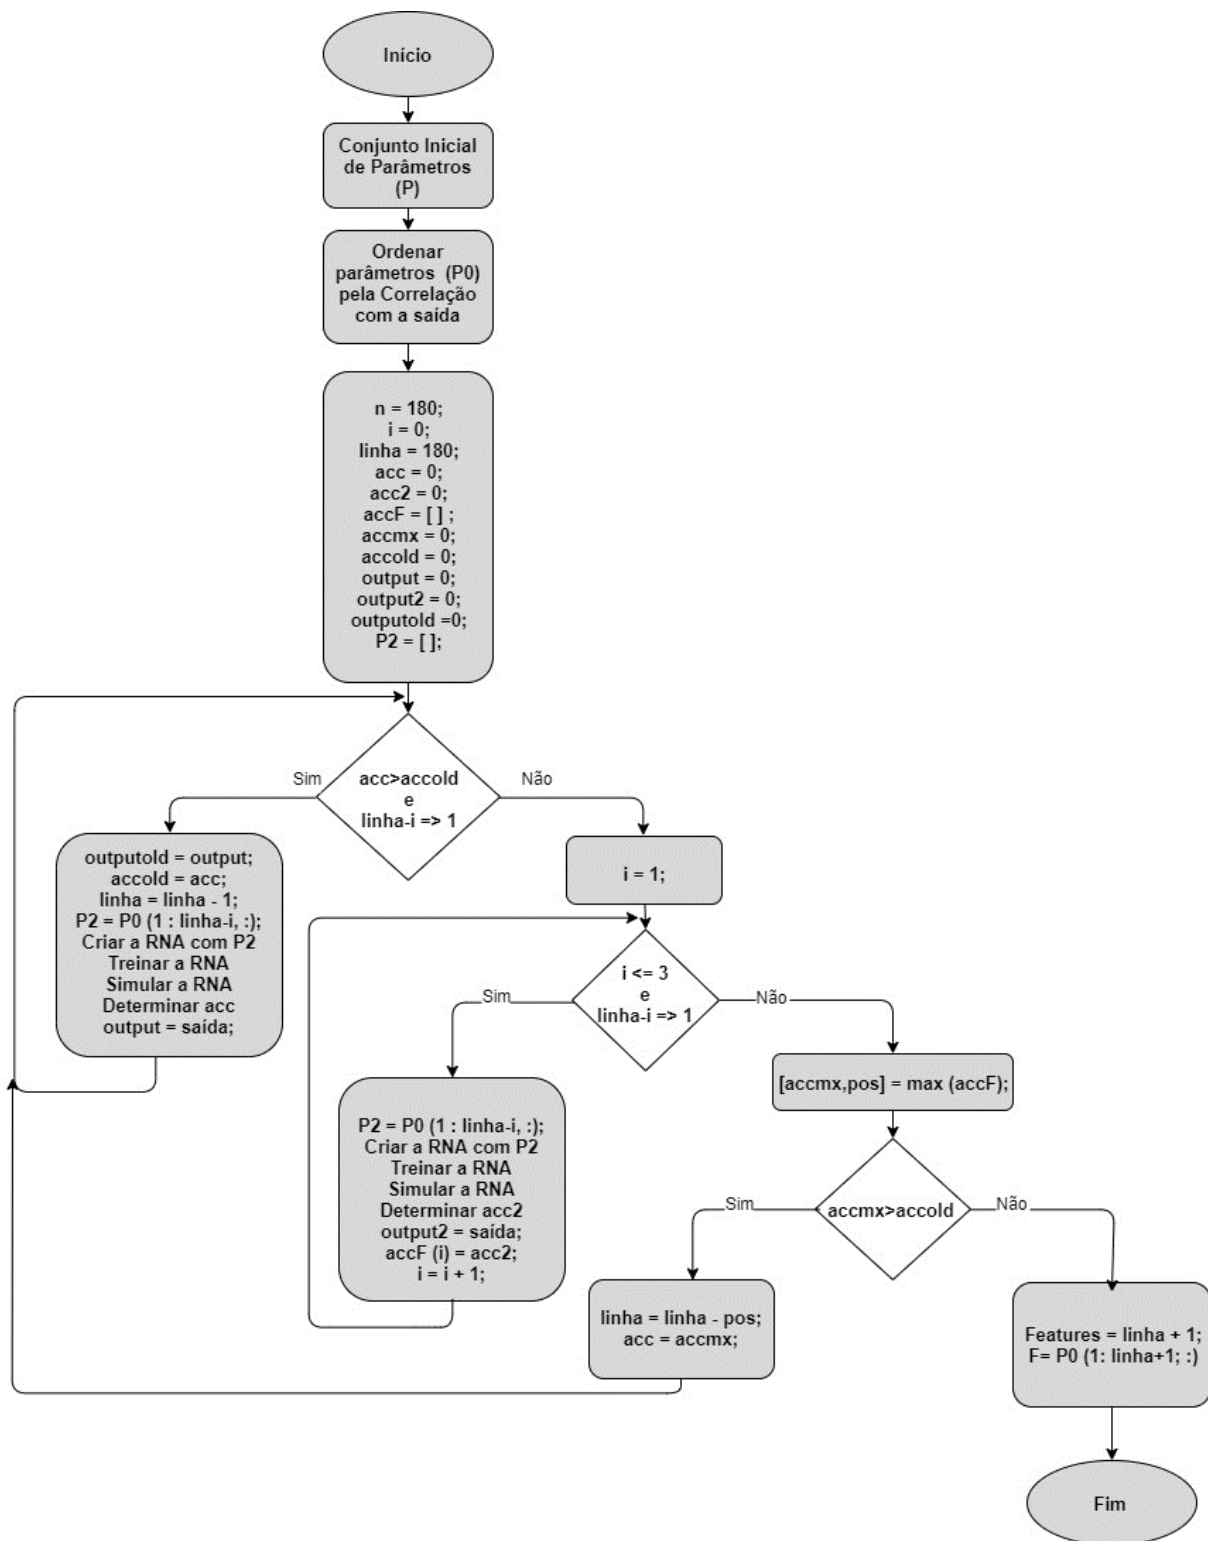 Início
Conjunto Inicial
de Parâmetros
(P)
Ordenar
parâmetros (P0)
pela Correlação
com a saída
n = 180;
i = 0;
linha = 180;
acc = 0;
acc2 = 0;
accF = [ ] ;
accmx = 0;
accold = 0;
output = 0;
output2 = 0;
outputold =0;
P2 = [ ];
Sim
acc>accold
e
linha-i => 1
Não
outputold = output;
accold = acc;
linha = linha - 1;
P2 = P0 (1 : linha-i, :);
Criar a RNA com P2
Treinar a RNA
Simular a RNA
Determinar acc
output = saída;
i = 1;
Sim
i <= 3
e
linha-i => 1
Não
P2 = P0 (1 : linha-i, :);
Criar a RNA com P2
Treinar a RNA
Simular a RNA
Determinar acc2
output2 = saída;
accF (i) = acc2;
i = i + 1;
[accmx,pos] = max (accF);
Sim
accmx>accold
Não
linha = linha - pos;
acc = accmx;
Features = linha + 1;
F= P0 (1: linha+1; :)
Fim